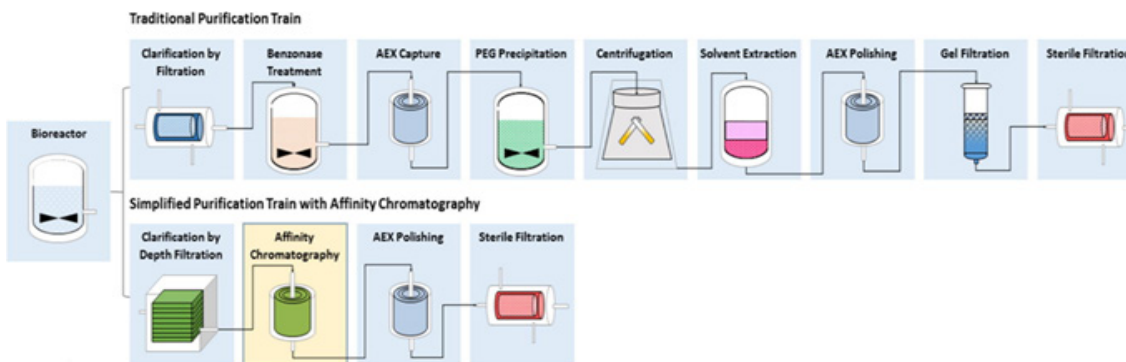 Traditional Purification Train
Clarification by
Filtration
Benzonase
Treatment
AEX Capture
PEG Precipitation
Centrifugation
Solvent Extraction
AEX Polishing
Gel Filtration
Sterile Filtration
Bioreactor
Simplified Purification Train with Affinity Chromatography
Clarification by
Depth Filtration
Affinity
Chromatography
AEX Polishing
Sterile Filtration